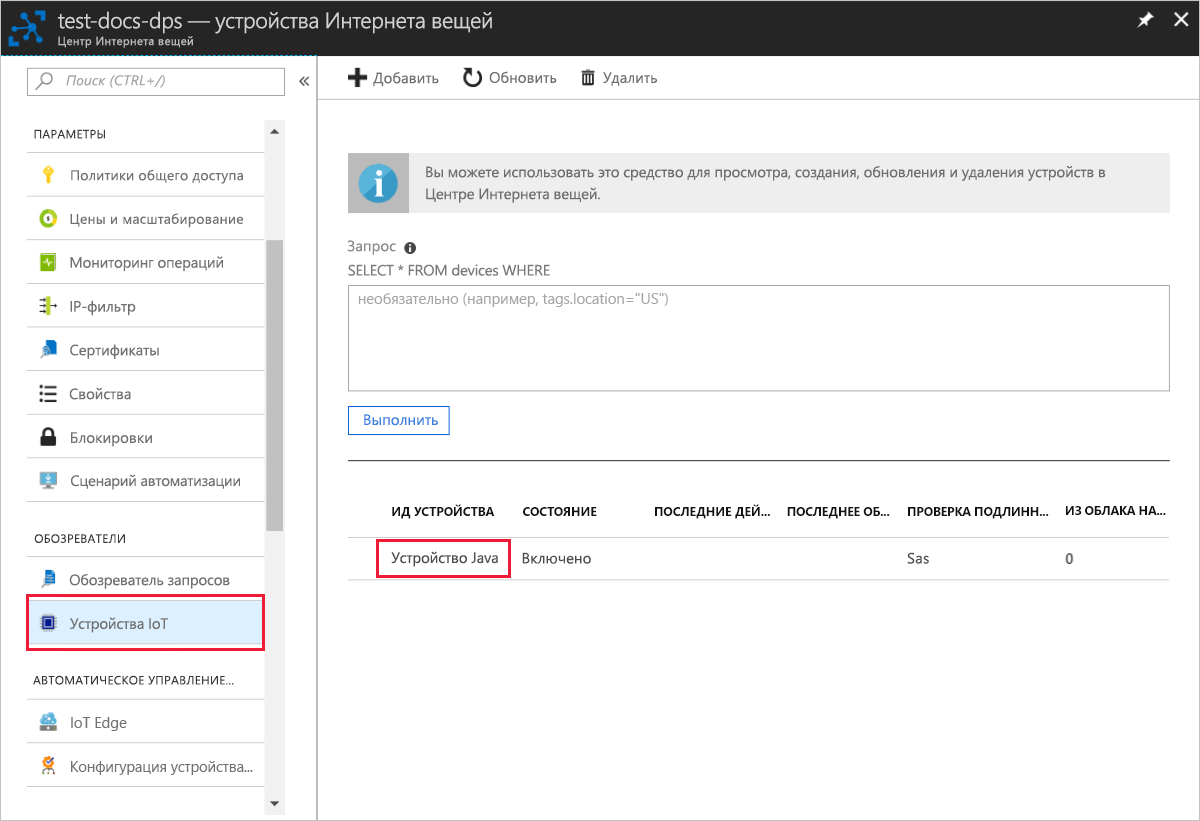 test-docs-dps — устройства Интернета вещей
Центр Интернета вещей
Поиск (CTRL+/)
«
ПАРАМЕТРЫ
Политики общего доступа
Цены и масштабирование
Мониторинг операций
IP-фильтр
Сертификаты
Свойства
Блокировки
Сценарий автоматизации
ОБОЗРЕВАТЕЛИ
Обозреватель запросов
Устройства IoT
АВТОМАТИЧЕСКОЕ УПРАВЛЕНИЕ...
IoT Edge
Конфигурация устройства...
Добавить Обновить Удалить
Вы можете использовать это средство для просмотра, создания, обновления и удаления устройств в
Центре Интернета вещей.
Запрос
SELECT * FROM devices WHERE
необязательно (например, tags.location="US")
Выполнить
ИД УСТРОЙСТВА СОСТОЯНИЕ ПОСЛЕДНИЕ ДЕЙ... ПОСЛЕДНЕЕ ОБ... ПРОВЕРКА ПОДЛИНН... ИЗ ОБЛАКА НА...
Устройство Java Включено Sas 0